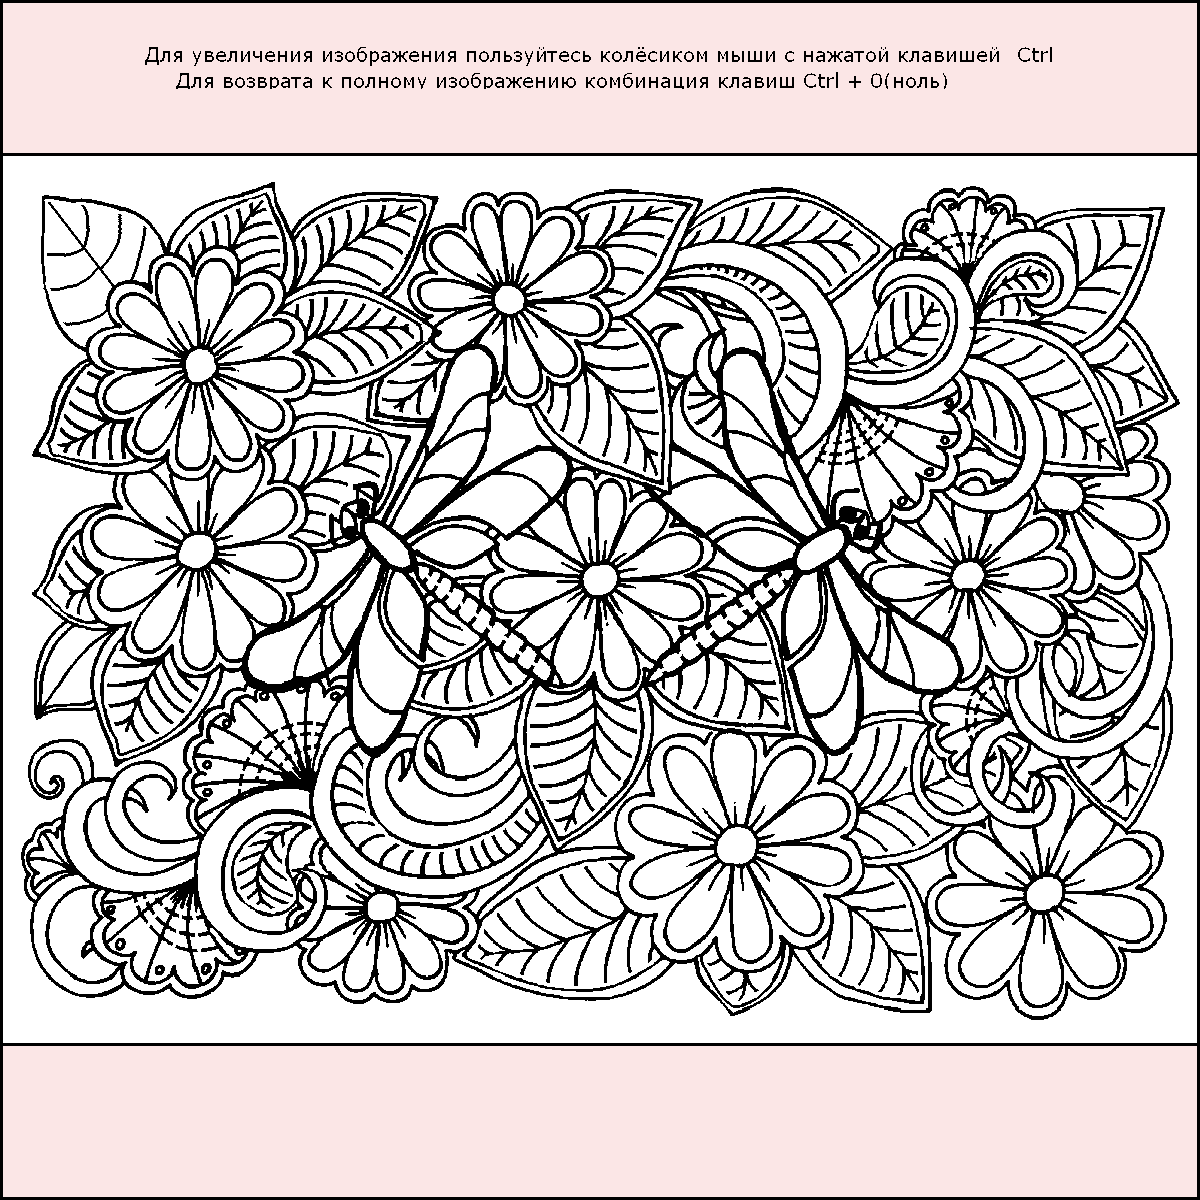 Для увеличения изображения пользуйтесь колёсиком мыши с нажатой клавишей Ctrl
Для возврата к полному изображению комбинация клавиш Ctrl + 0(ноль)